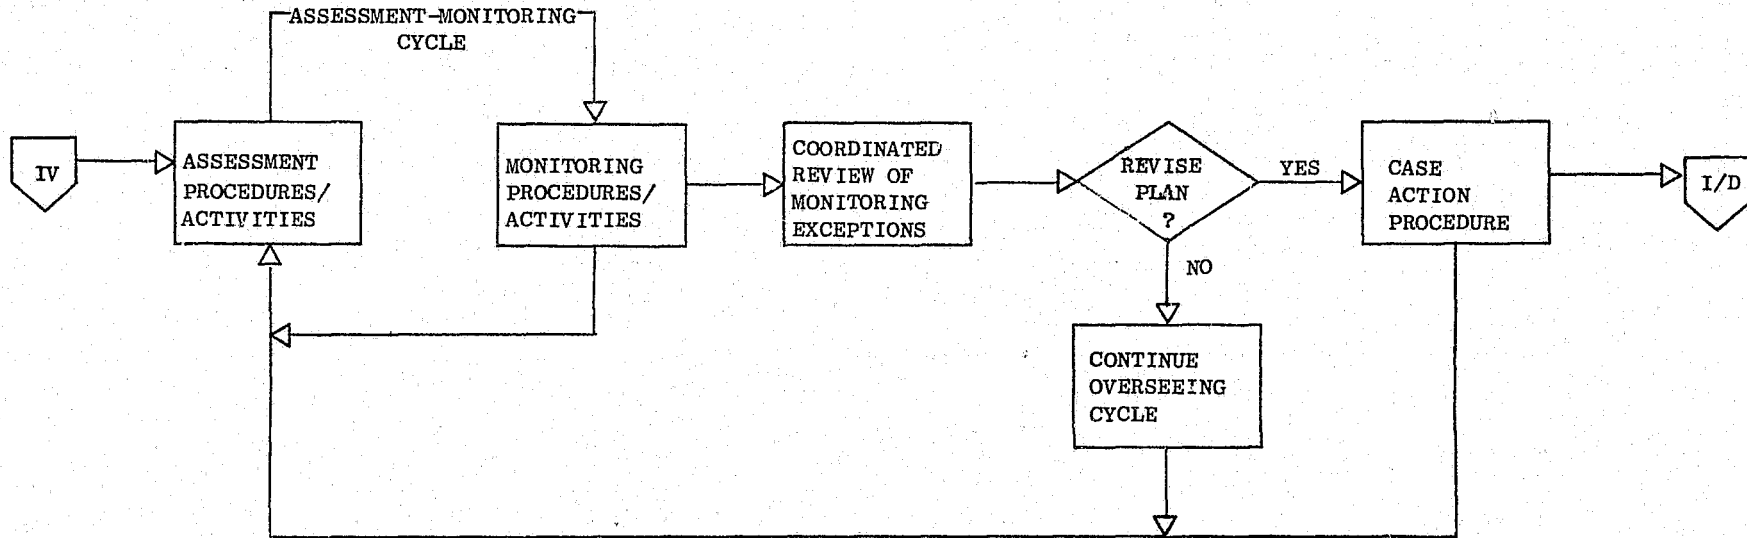 ASSESSMENT-MONITORING
CYCLE
IV
ASSESSMENT
PROCEDURES/
ACTIVITIES
MONITORING
PROCEDURES/
ACTIVITIES
COORDINATED
REVIEW OF
MONITORING
EXCEPTIONS
REVISE
PLAN
?
YES
CASE
ACTION
PROCEDURE
I/D
NO
CONTINUE
OVERSEEING
CYCLE